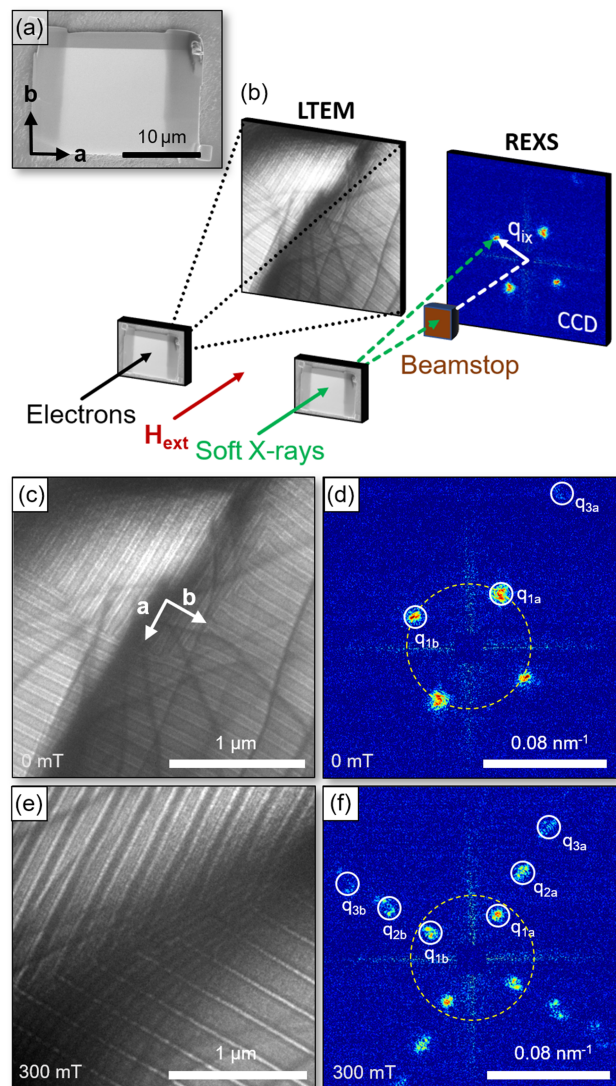 (a)
b
a
10 µm
(b)
LTEM
REXS
qix
CCD
Beamstop
Electrons
Hext
Soft X-rays
(c)
a
b
0 mT
1 µm
(d)
q3a
q1a
q1b
0 mT
0.08 nm-1
(e)
300 mT
1 µm
(f)
q3a
q2a
q3b
q2b
q1b
q1a
300 mT
0.08 nm-1